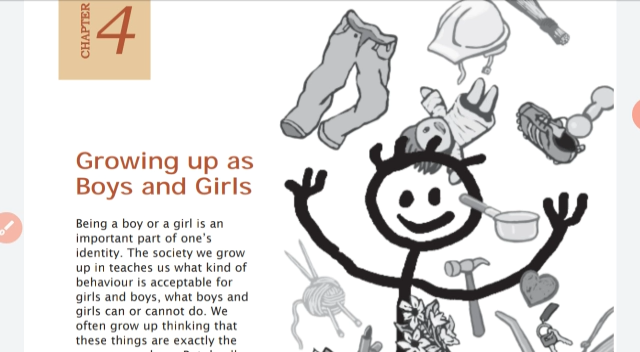 CHAPTER
4
Growing up as
Boys and Girls
Being a boy or a girl is an
important part of one's
identity. The society we grow
up in teaches us what kind of
behaviour is acceptable for
girls and boys, what boys and
girls can or cannot do. We
often grow up thinking that
these things are exactly the